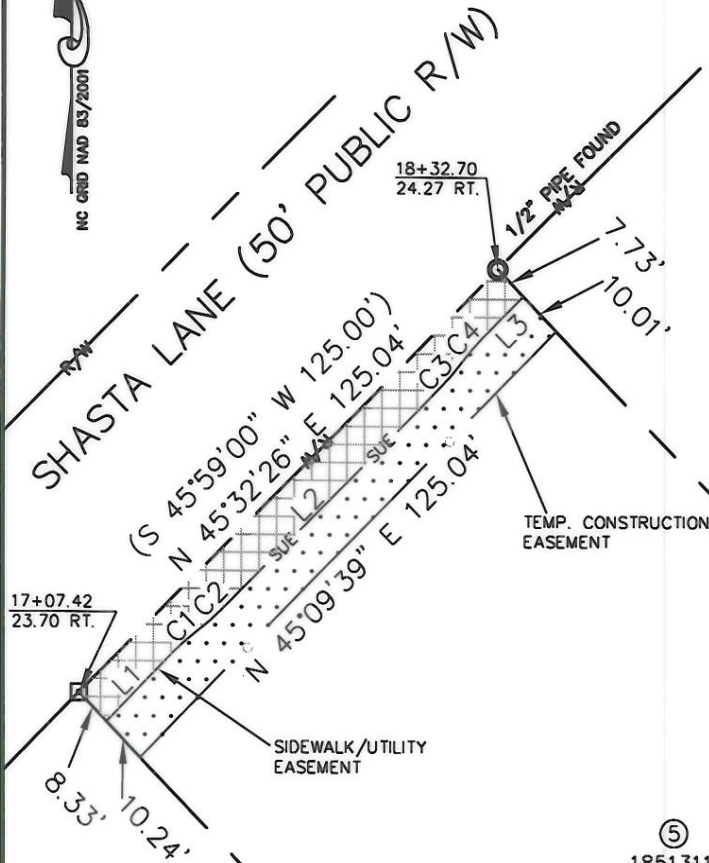 NC GRID NAD 83/2001
SHASTA LANE (50' PUBLIC R/W)
R/W
18+32.70
24.27 RT.
1/2" PIPE FOUND
7.73'
10.01'
(S 45°59'00" W 125.00')
N 45°32'26" E 125.04'
C3 C4
L3
SUE
L2
SUE
C1 C2
L1
N 45°09'39" E 125.04'
TEMP. CONSTRUCTION
EASEMENT
17+07.42
23.70 RT.
SIDEWALK/UTILITY
EASEMENT
8.33'
10.24'
5